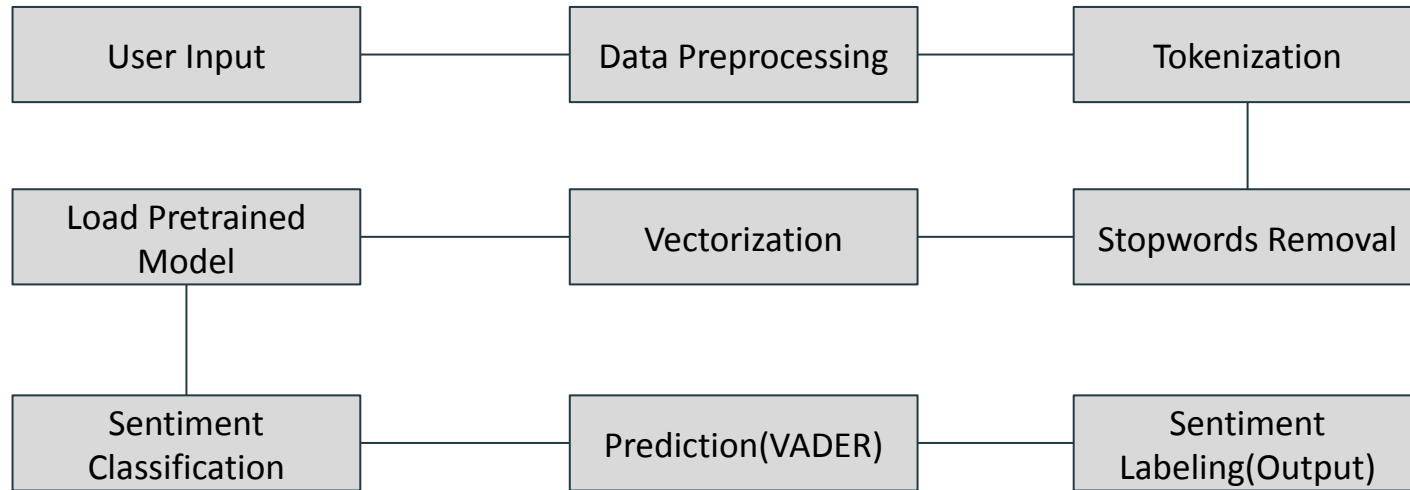 User Input
Data Preprocessing
Tokenization
Load Pretrained
Model
Vectorization
Stopwords Removal
Sentiment
Classification
Prediction(VADER)
Sentiment
Labeling(Output)